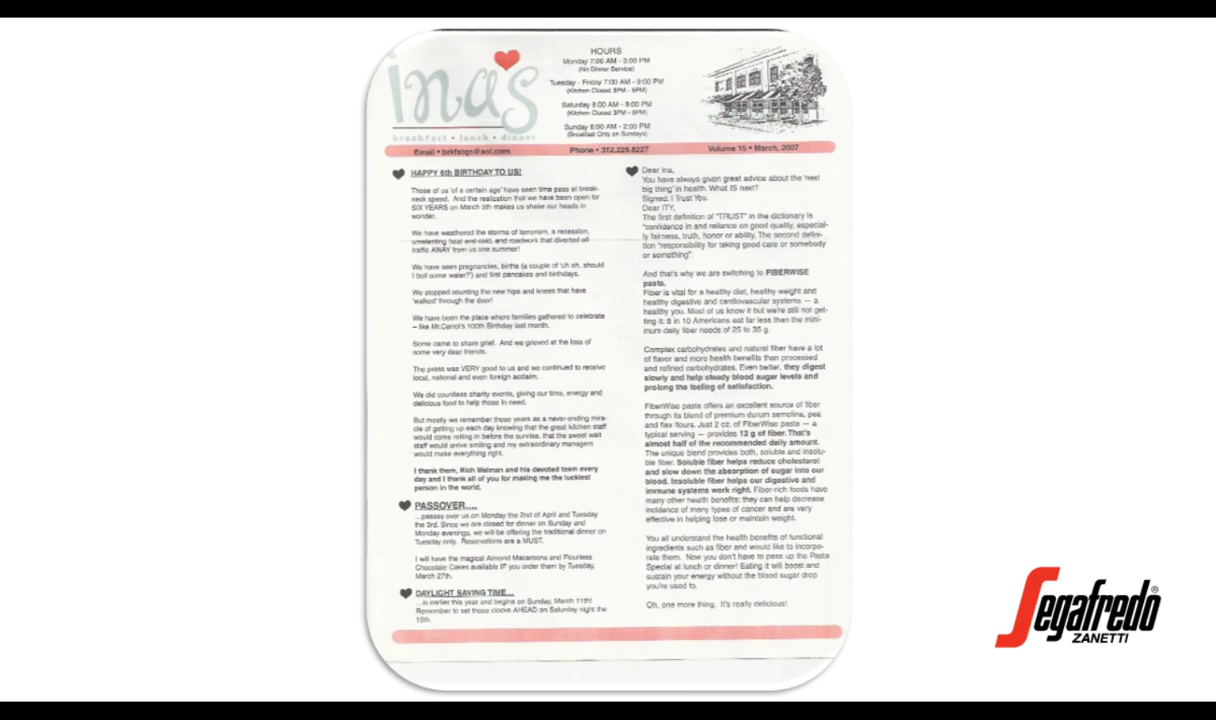 ina's
breakfast • lunch • dinner
HOURS
Monday 7:00 AM - 3:00 PM
(No Dinner Service)
Tuesday - Friday 7:00 AM - 9:00 PM
(Kitchen Closed 3PM - 5PM)
Saturday 8:00 AM - 9:00 PM
(Kitchen Closed 3PM - 5PM)
Sunday 8:00 AM - 2:00 PM
(Breakfast Only on Sundays)
Email • brkfstqn@aol.com
Phone • 312.226.8227
Volume 15 • March, 2007
HAPPY 6th BIRTHDAY TO US!
Those of us 'of a certain age' have seen time pass at break-
neck speed. And the realization that we have been open for
SIX YEARS on March 5th makes us shake our heads in
wonder.
We have weathered the storms of terrorism, a recession,
unrelenting heat and cold, and roadwork that diverted all
traffic AWAY from us one summer!
We have seen pregnancies, births (a couple of 'uh oh, should
I boil some water?') and first pancakes and birthdays.
We stopped counting the new hips and knees that have
'walked' through the door!
We have been the place where families gathered to celebrate
– like Mr.Carrol's 100th Birthday last month.
Some came to share grief. And we grieved at the loss of
some very dear friends.
The press was VERY good to us and we continued to receive
local, national and even foreign acclaim.
We did countless charity events, giving our time, energy and
delicious food to help those in need.
But mostly we remember those years as a never-ending mira-
cle of getting up each day knowing that the great kitchen staff
would come rolling in before the sunrise, that the sweet wait
staff would arrive smiling and my extraordinary managers
would make everything right.
I thank them, Rich Melman and his devoted team every
day and I thank all of you for making me the luckiest
person in the world.
PASSOVER....
...passes over us on Monday the 2nd of April and Tuesday
the 3rd. Since we are closed for dinner on Sunday and
Monday evenings, we will be offering the traditional dinner on
Tuesday only. Reservations are a MUST.
I will have the magical Almond Macaroons and Flourless
Chocolate Cakes available IF you order them by Tuesday,
March 27th.
DAYLIGHT SAVING TIME...
...is earlier this year and begins on Sunday, March 11th!
Remember to set those clocks AHEAD on Saturday night the
10th.
Dear Ina,
You have always given great advice about the 'next
big thing' in health. What IS next?
Signed: I Trust You.
Dear ITY,
The first definition of "TRUST" in the dictionary is
"confidence in and reliance on good quality, especial-
ly fairness, truth, honor or ability. The second defini-
tion "responsibility for taking good care or somebody
or something".
And that's why we are switching to FIBERWISE
pasta.
Fiber is vital for a healthy diet, healthy weight and
healthy digestive and cardiovascular systems — a
healthy you. Most of us know it but we're still not get-
ting it: 8 in 10 Americans eat far less than the mini-
mum daily fiber needs of 25 to 35 g.
Complex carbohydrates and natural fiber have a lot
of flavor and more health benefits than processed
and refined carbohydrates. Even better, they digest
slowly and help steady blood sugar levels and
prolong the feeling of satisfaction.
FiberWise pasta offers an excellent source of fiber
through its blend of premium durum semolina, pea
and flax flours. Just 2 oz. of FiberWise pasta — a
typical serving — provides 12 g of fiber. That's
almost half of the recommended daily amount.
The unique blend provides both, soluble and insolu-
ble fiber. Soluble fiber helps reduce cholesterol
and slow down the absorption of sugar into our
blood. Insoluble fiber helps our digestive and
immune systems work right. Fiber-rich foods have
many other health benefits: they can help decrease
incidence of many types of cancer and are very
effective in helping lose or maintain weight.
You all understand the health benefits of functional
ingredients such as fiber and would like to incorpo-
rate them. Now you don't have to pass up the Pasta
Special at lunch or dinner! Eating it will boost and
sustain your energy without the blood sugar drop
you're used to.
Oh, one more thing. It's really delicious!
Segafredo®
ZANETTI